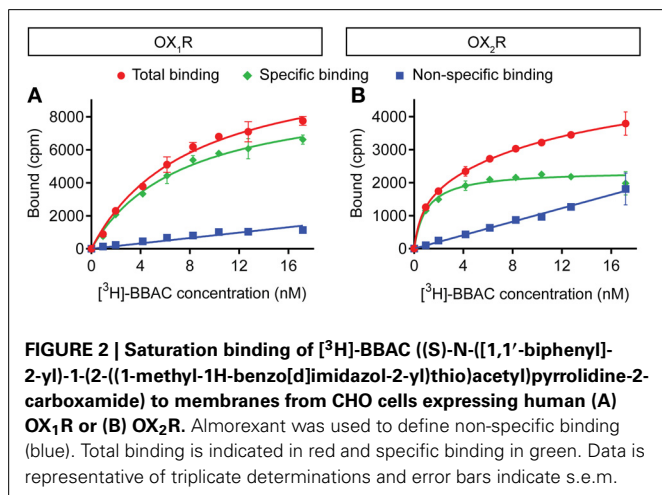 OX₁R
OX₂R
Total binding
Specific binding
Non-specific binding
A
B
Bound (cpm)
8000
6000
4000
2000
0
0
4
8
12
16
[³H]-BBAC concentration (nM)
Bound (cpm)
4000
3000
2000
1000
0
0
4
8
12
16
[³H]-BBAC concentration (nM)
FIGURE 2 | Saturation binding of [³H]-BBAC ((S)-N-([1,1′-biphenyl]-
2-yl)-1-(2-((1-methyl-1H-benzo[d]imidazol-2-yl)thio)acetyl)pyrrolidine-2-
carboxamide) to membranes from CHO cells expressing human (A)
OX₁R or (B) OX₂R. Almorexant was used to define non-specific binding
(blue). Total binding is indicated in red and specific binding in green. Data is
representative of triplicate determinations and error bars indicate s.e.m.